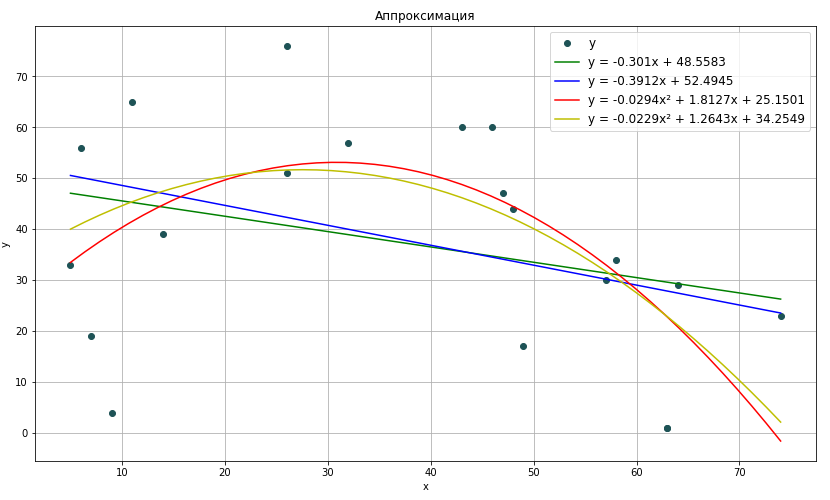 Аппроксимация
y
y = -0.301x + 48.5583
y = -0.3912x + 52.4945
y = -0.0294x² + 1.8127x + 25.1501
y = -0.0229x² + 1.2643x + 34.2549
70
60
50
40
30
20
10
0
y
10 20 30 40 50 60 70
x